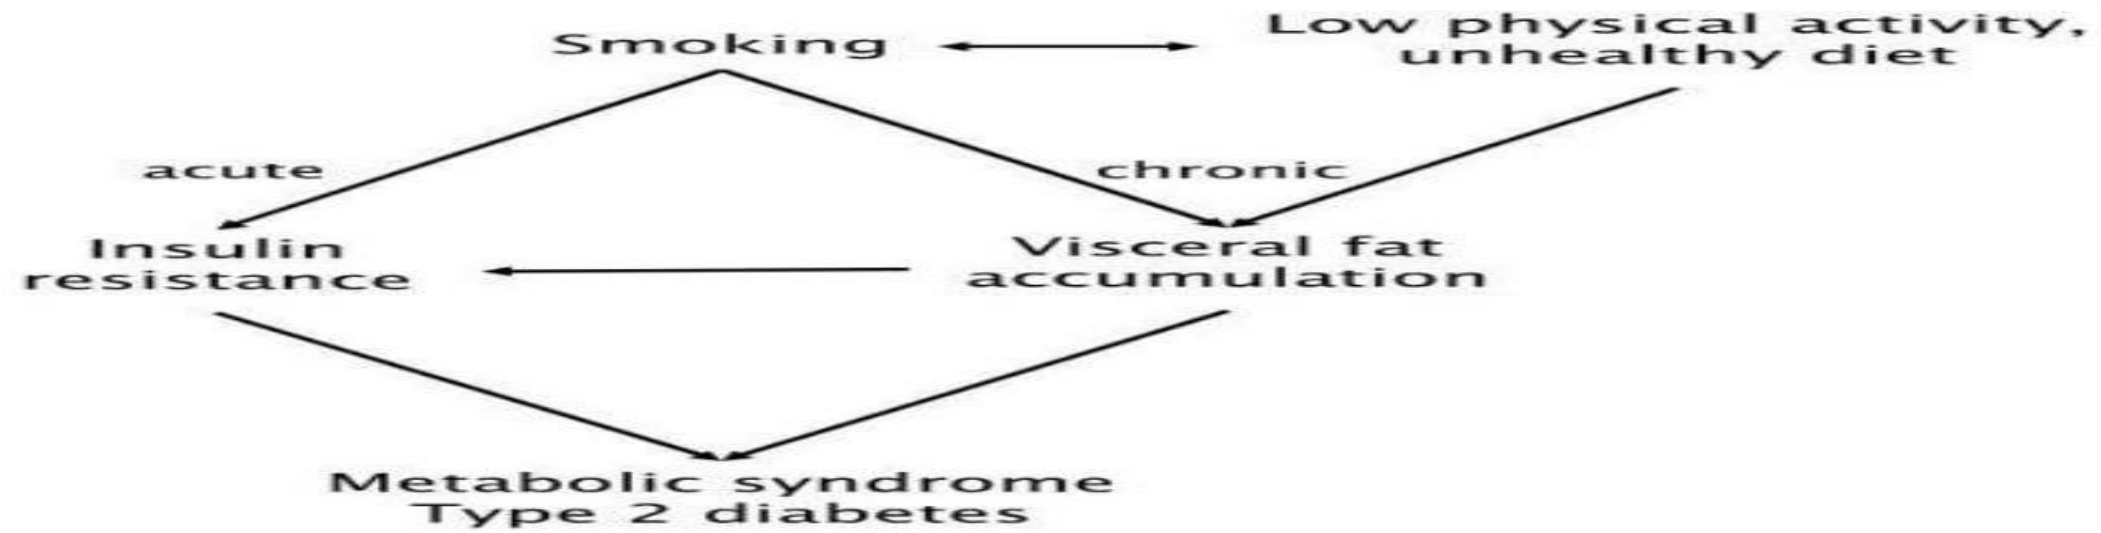 Smoking
Low physical activity,
unhealthy diet
acute
chronic
Insulin
resistance
Visceral fat
accumulation
Metabolic syndrome
Type 2 diabetes